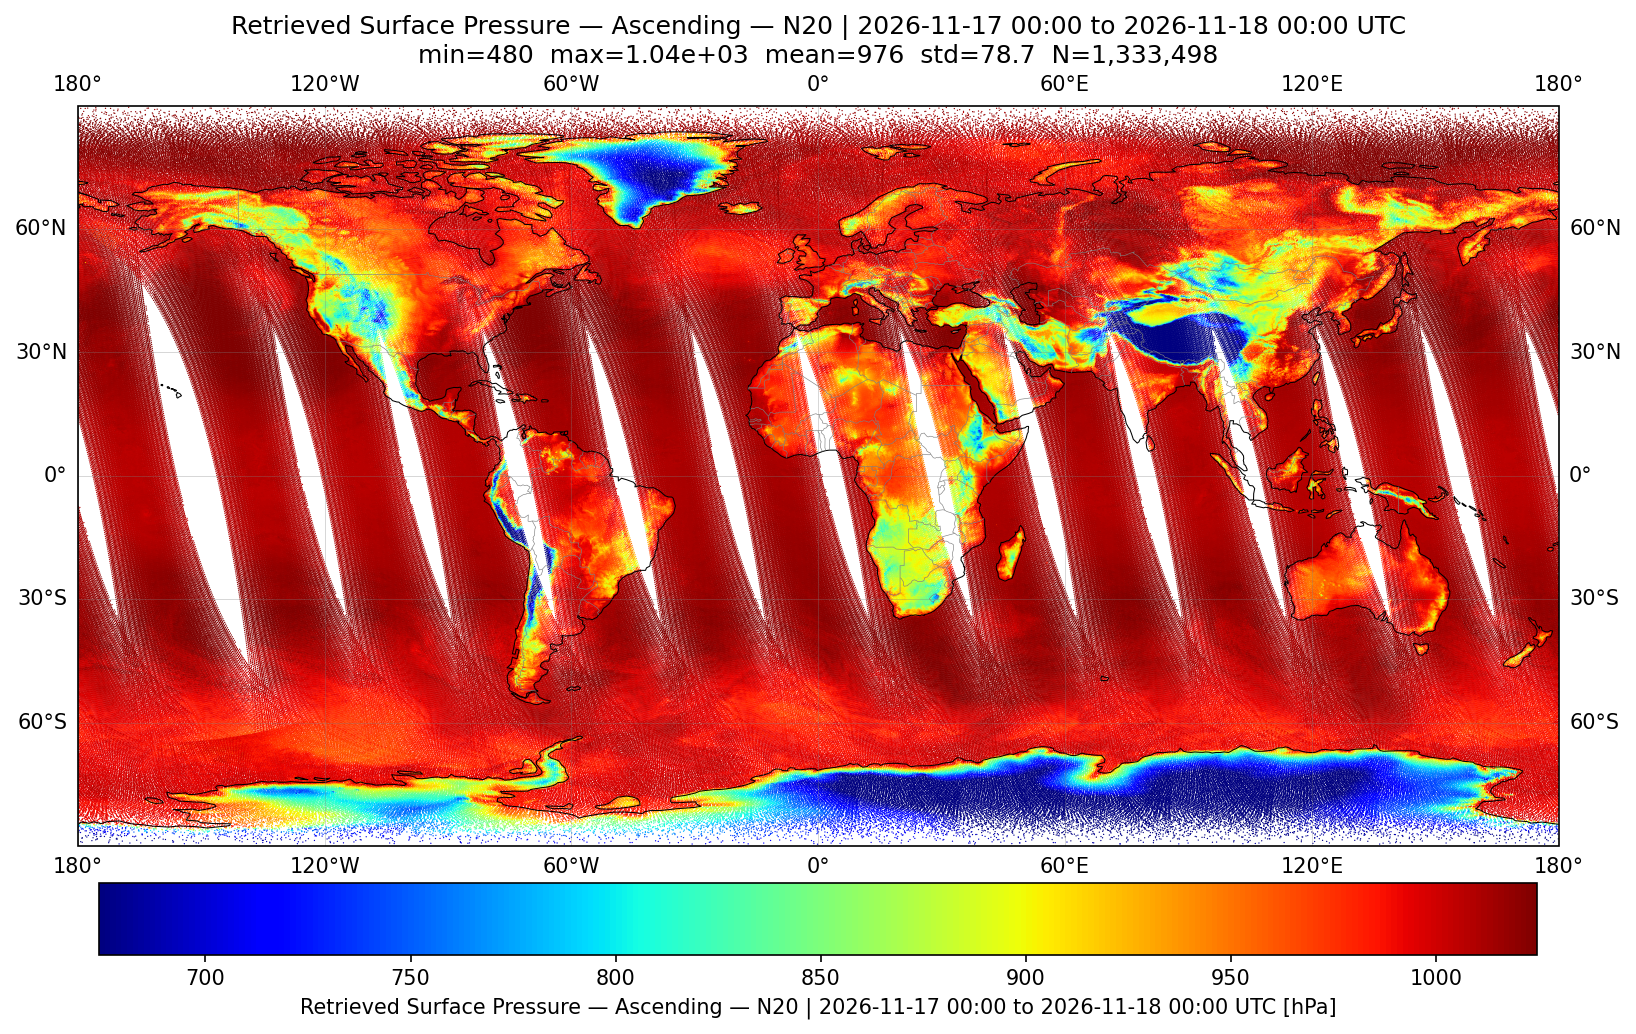 Retrieved Surface Pressure — Ascending — N20 | 2026-11-17 00:00 to 2026-11-18 00:00 UTC
min=480  max=1.04e+03  mean=976  std=78.7  N=1,333,498
180° 120°W 60°W 0° 60°E 120°E 180°
60°N 60°N
30°N 30°N
0° 0°
30°S 30°S
60°S 60°S
180° 120°W 60°W 0° 60°E 120°E 180°
700 750 800 850 900 950 1000
Retrieved Surface Pressure — Ascending — N20 | 2026-11-17 00:00 to 2026-11-18 00:00 UTC [hPa]